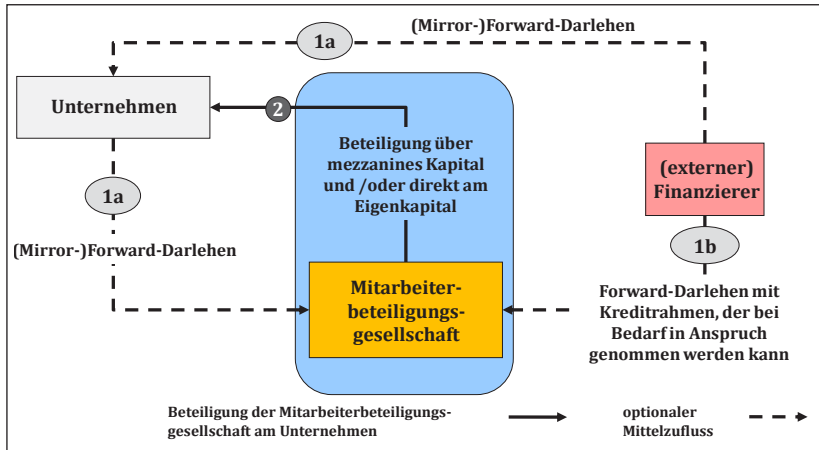 (Mirror-)Forward-Darlehen
1a
Unternehmen
2
Beteiligung über
mezzanines Kapital
und /oder direkt am
Eigenkapital
(externer)
Finanzierer
1a
1b
(Mirror-)Forward-Darlehen
Mitarbeiter-
beteiligungs-
gesellschaft
Forward-Darlehen mit
Kreditrahmen, der bei
Bedarf in Anspruch
genommen werden kann
Beteiligung der Mitarbeiterbeteiligungs-
gesellschaft am Unternehmen
optionaler
Mittelzufluss